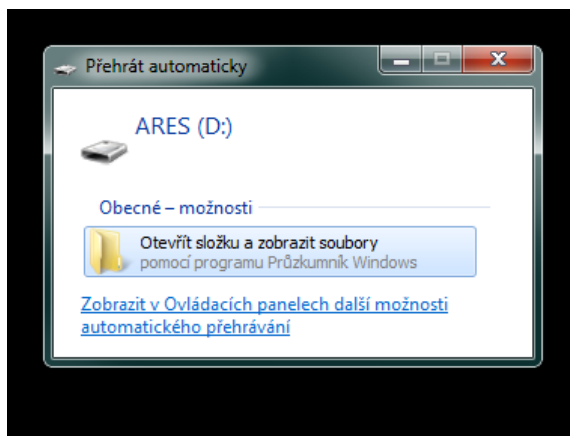 Přehrát automaticky
ARES (D:)
Obecné – možnosti
Otevřít složku a zobrazit soubory
pomocí programu Průzkumník Windows
Zobrazit v Ovládacích panelech další možnosti
automatického přehrávání